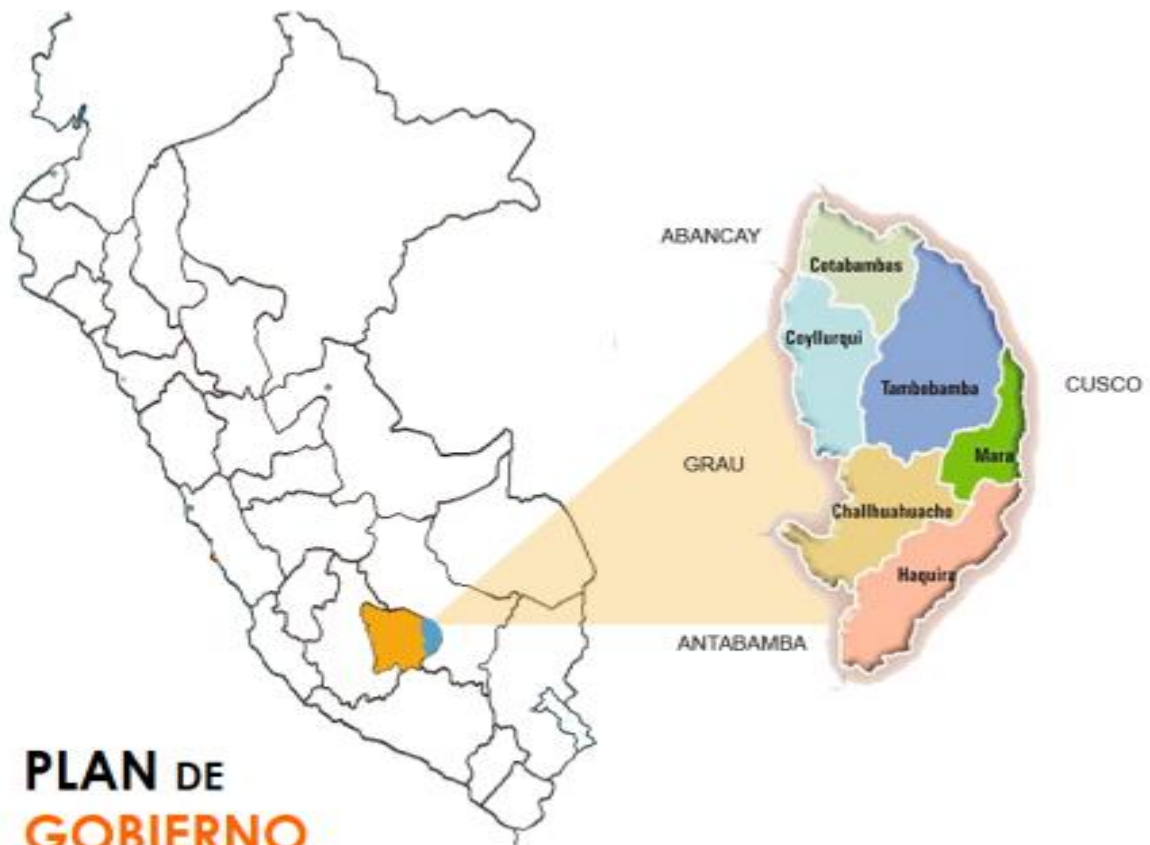 ABANCAY
Cotabambas
Coyllurqui
Tambobamba
CUSCO
GRAU
Mara
Challhuahuacho
Haquira
ANTABAMBA
PLAN DE
GOBIERNO